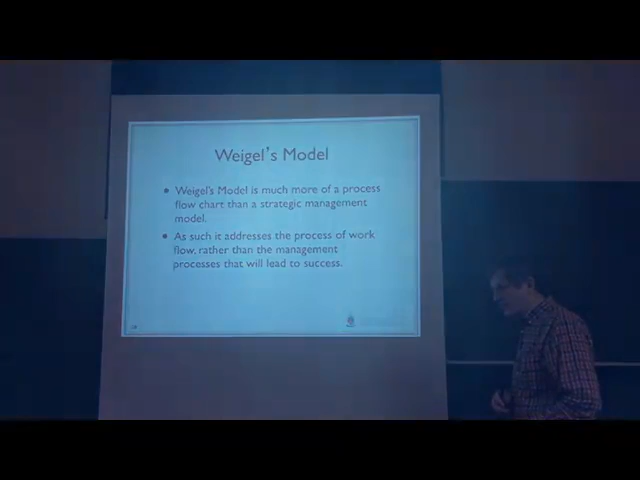 Weigel's Model
• Weigel's Model is much more of a process
flow chart than a strategic management
model.
• As such it addresses the process of work
flow, rather than the management
processes that will lead to success.